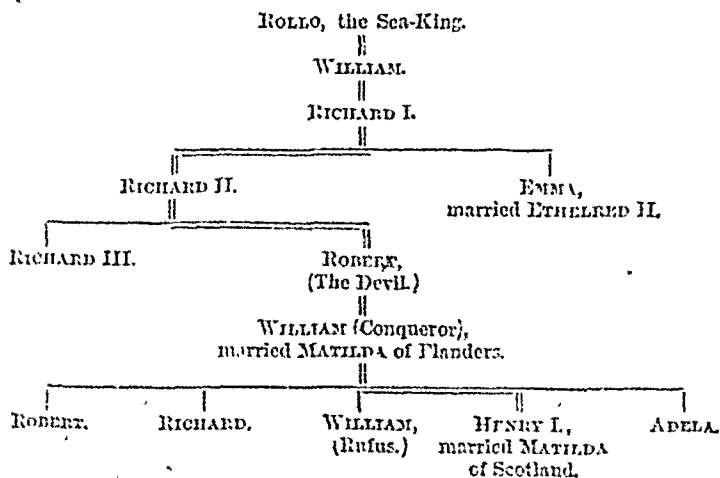 ROLLO, the Sea-King.
WILLIAM.
RICHARD I.
RICHARD II. EMMA,
married ETHELRED II.
RICHARD III. ROBERT,
(The Devil.)
WILLIAM (Conqueror),
married MATILDA of Flanders.
ROBERT. RICHARD. WILLIAM, HENRY I., ADELA.
(Rufus.) married MATILDA
of Scotland.